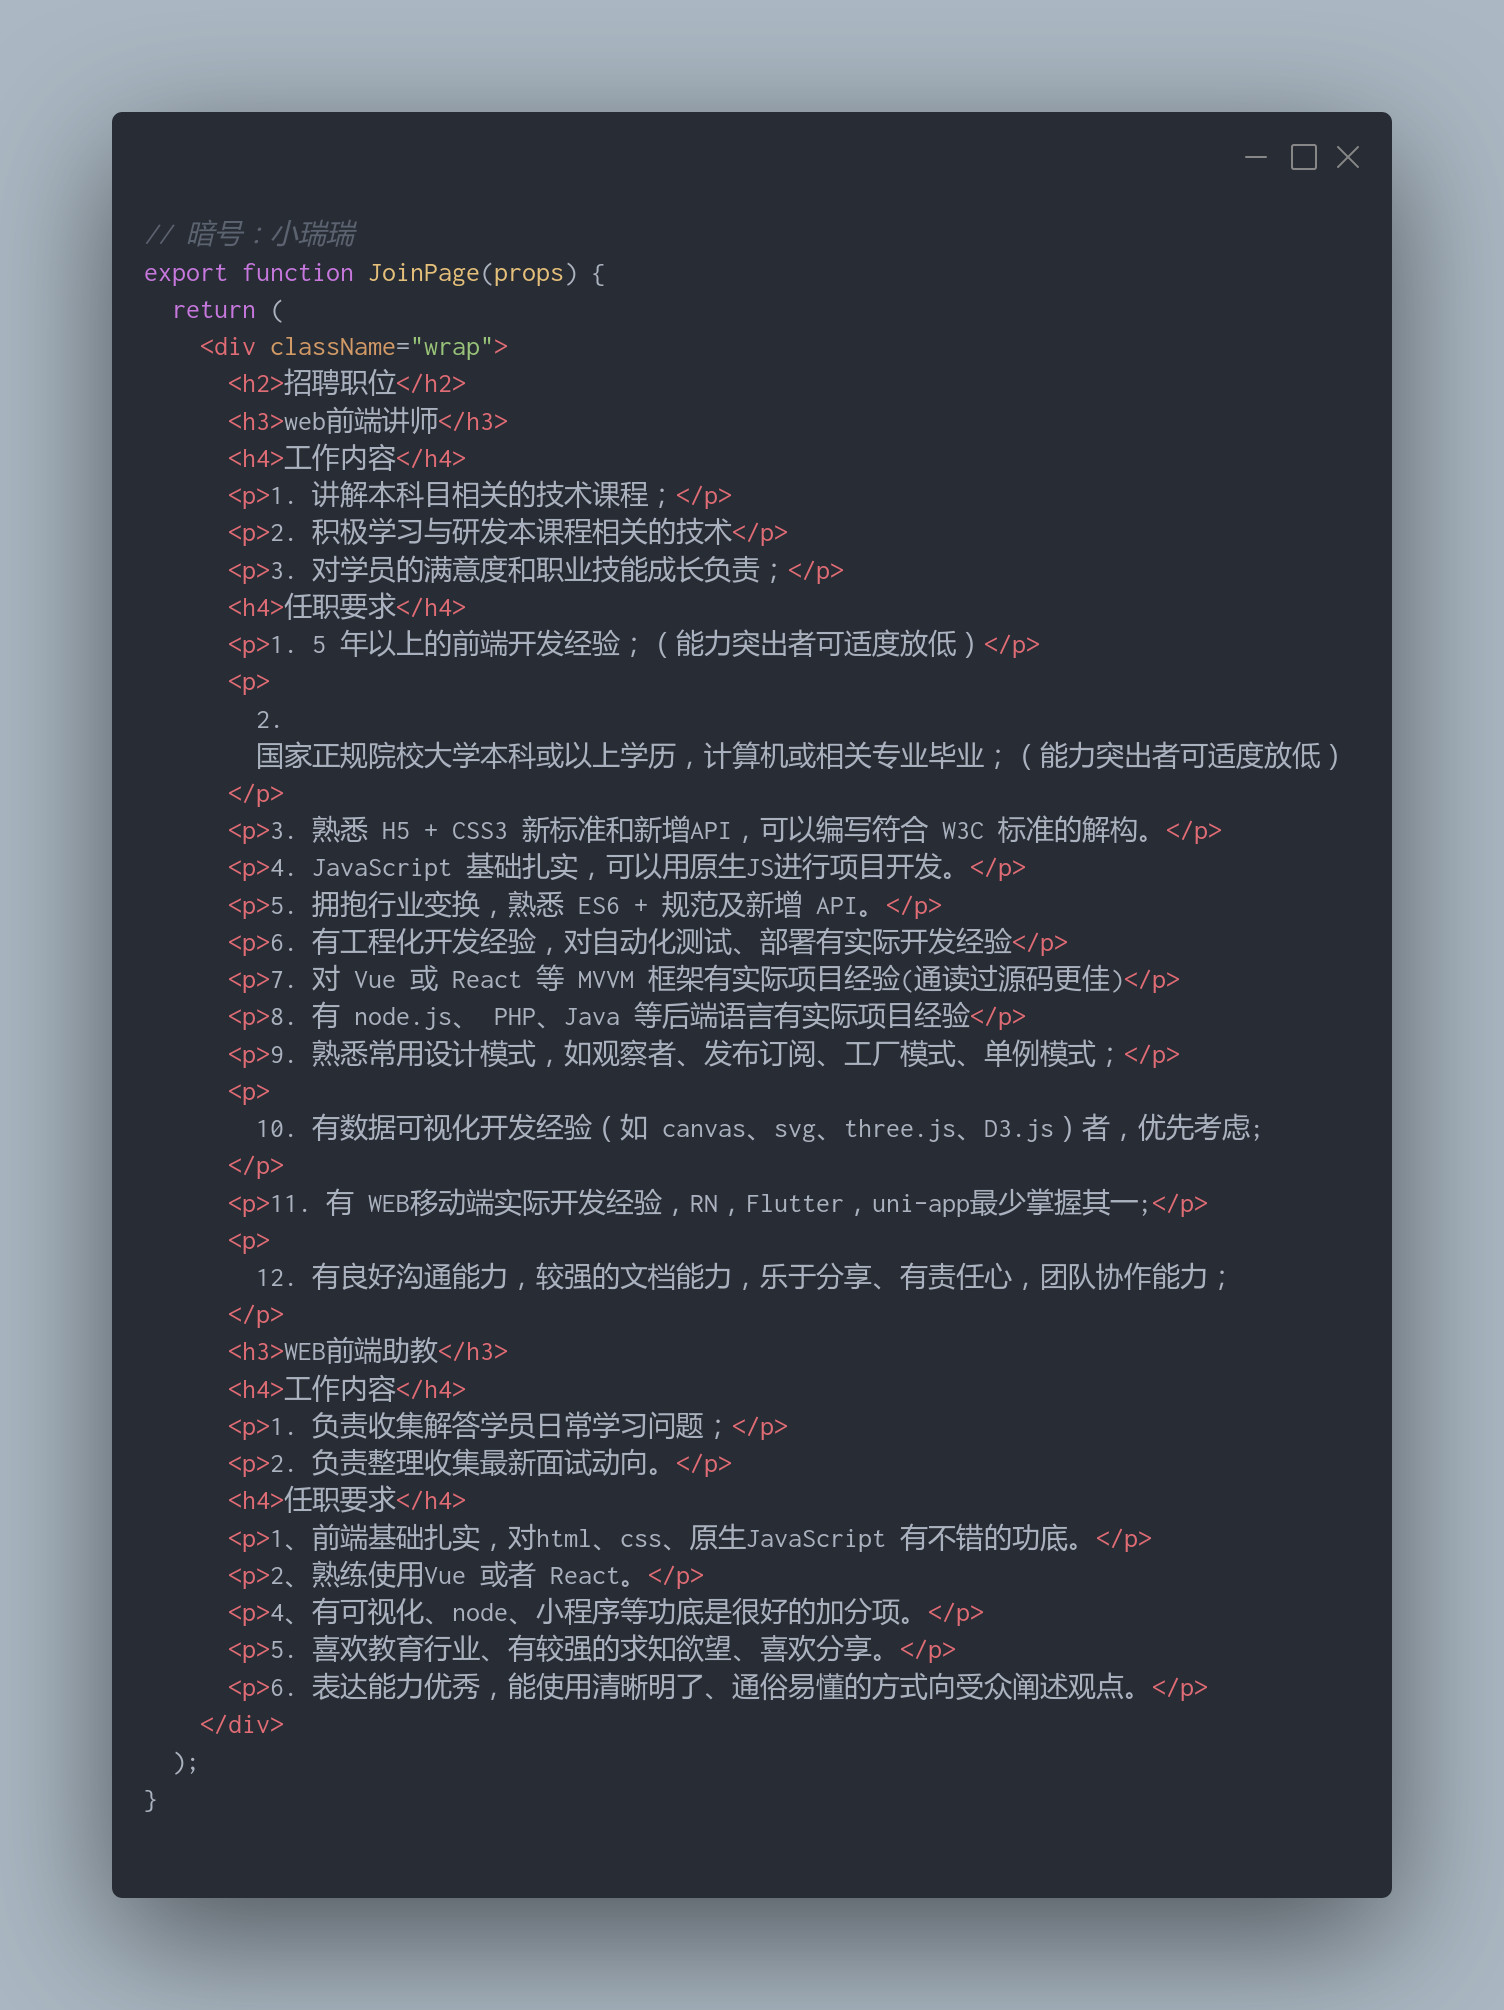 // 暗号：小瑞瑞
export function JoinPage(props) {
return (
<div className="wrap">
<h2>招聘职位</h2>
<h3>web前端讲师</h3>
<h4>工作内容</h4>
<p>1. 讲解本科目相关的技术课程；</p>
<p>2. 积极学习与研发本课程相关的技术</p>
<p>3. 对学员的满意度和职业技能成长负责；</p>
<h4>任职要求</h4>
<p>1. 5 年以上的前端开发经验；（能力突出者可适度放低）</p>
<p>
2.
国家正规院校大学本科或以上学历，计算机或相关专业毕业；（能力突出者可适度放低）
</p>
<p>3. 熟悉 H5 + CSS3 新标准和新增API，可以编写符合 W3C 标准的解构。</p>
<p>4. JavaScript 基础扎实，可以用原生JS进行项目开发。</p>
<p>5. 拥抱行业变换，熟悉 ES6 + 规范及新增 API。</p>
<p>6. 有工程化开发经验，对自动化测试、部署有实际开发经验</p>
<p>7. 对 Vue 或 React 等 MVVM 框架有实际项目经验(通读过源码更佳)</p>
<p>8. 有 node.js、 PHP、Java 等后端语言有实际项目经验</p>
<p>9. 熟悉常用设计模式，如观察者、发布订阅、工厂模式、单例模式；</p>
<p>
10. 有数据可视化开发经验（如 canvas、svg、three.js、D3.js）者，优先考虑;
</p>
<p>11. 有 WEB移动端实际开发经验，RN，Flutter，uni-app最少掌握其一;</p>
<p>
12. 有良好沟通能力，较强的文档能力，乐于分享、有责任心，团队协作能力；
</p>
<h3>WEB前端助教</h3>
<h4>工作内容</h4>
<p>1. 负责收集解答学员日常学习问题；</p>
<p>2. 负责整理收集最新面试动向。</p>
<h4>任职要求</h4>
<p>1、前端基础扎实，对html、css、原生JavaScript 有不错的功底。</p>
<p>2、熟练使用Vue 或者 React。</p>
<p>4、有可视化、node、小程序等功底是很好的加分项。</p>
<p>5. 喜欢教育行业、有较强的求知欲望、喜欢分享。</p>
<p>6. 表达能力优秀，能使用清晰明了、通俗易懂的方式向受众阐述观点。</p>
</div>
);
}